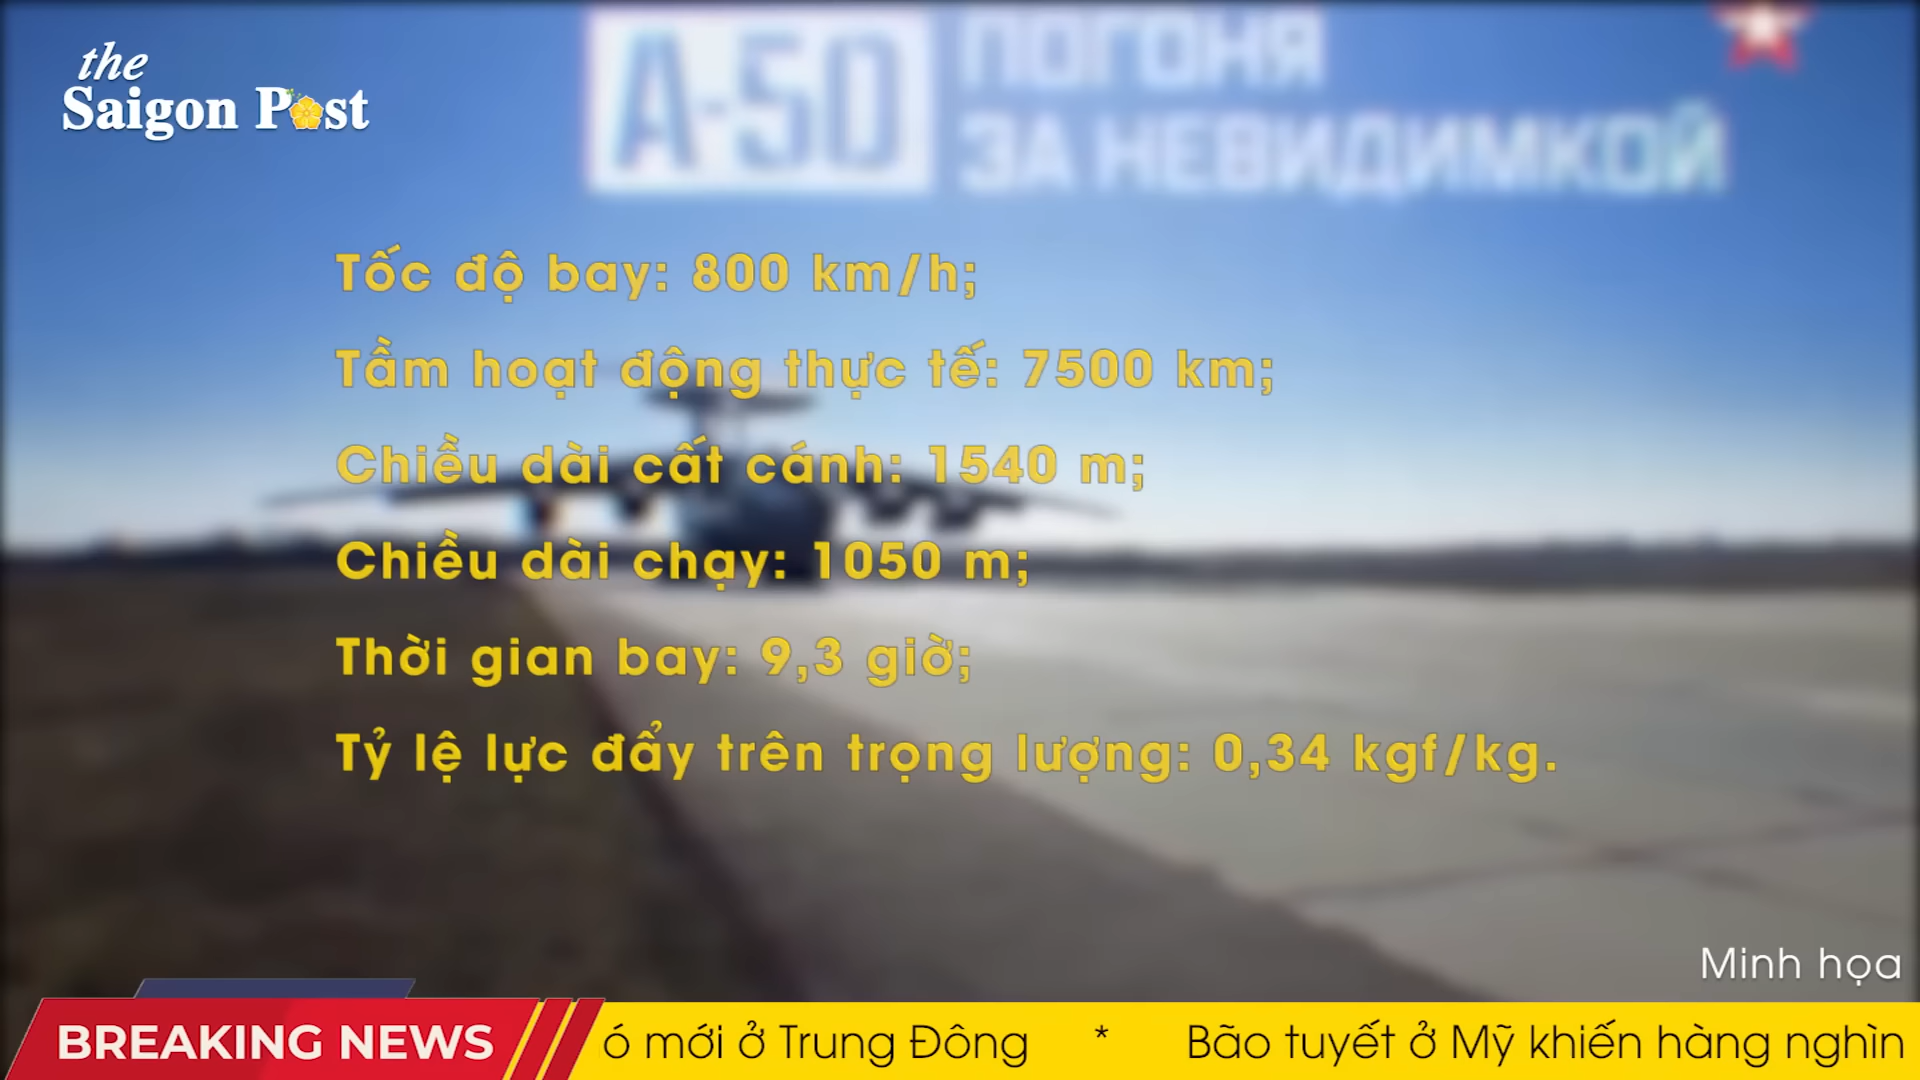 the
Saigon Post
А-50
ПОГОНЯ
ЗА НЕВИДИМКОЙ
Tốc độ bay: 800 km/h;
Tầm hoạt động thực tế: 7500 km;
Chiều dài cất cánh: 1540 m;
Chiều dài chạy: 1050 m;
Thời gian bay: 9,3 giờ;
Tỷ lệ lực đẩy trên trọng lượng: 0,34 kgf/kg.
Minh họa
BREAKING NEWS
ó mới ở Trung Đông * Bão tuyết ở Mỹ khiến hàng nghìn